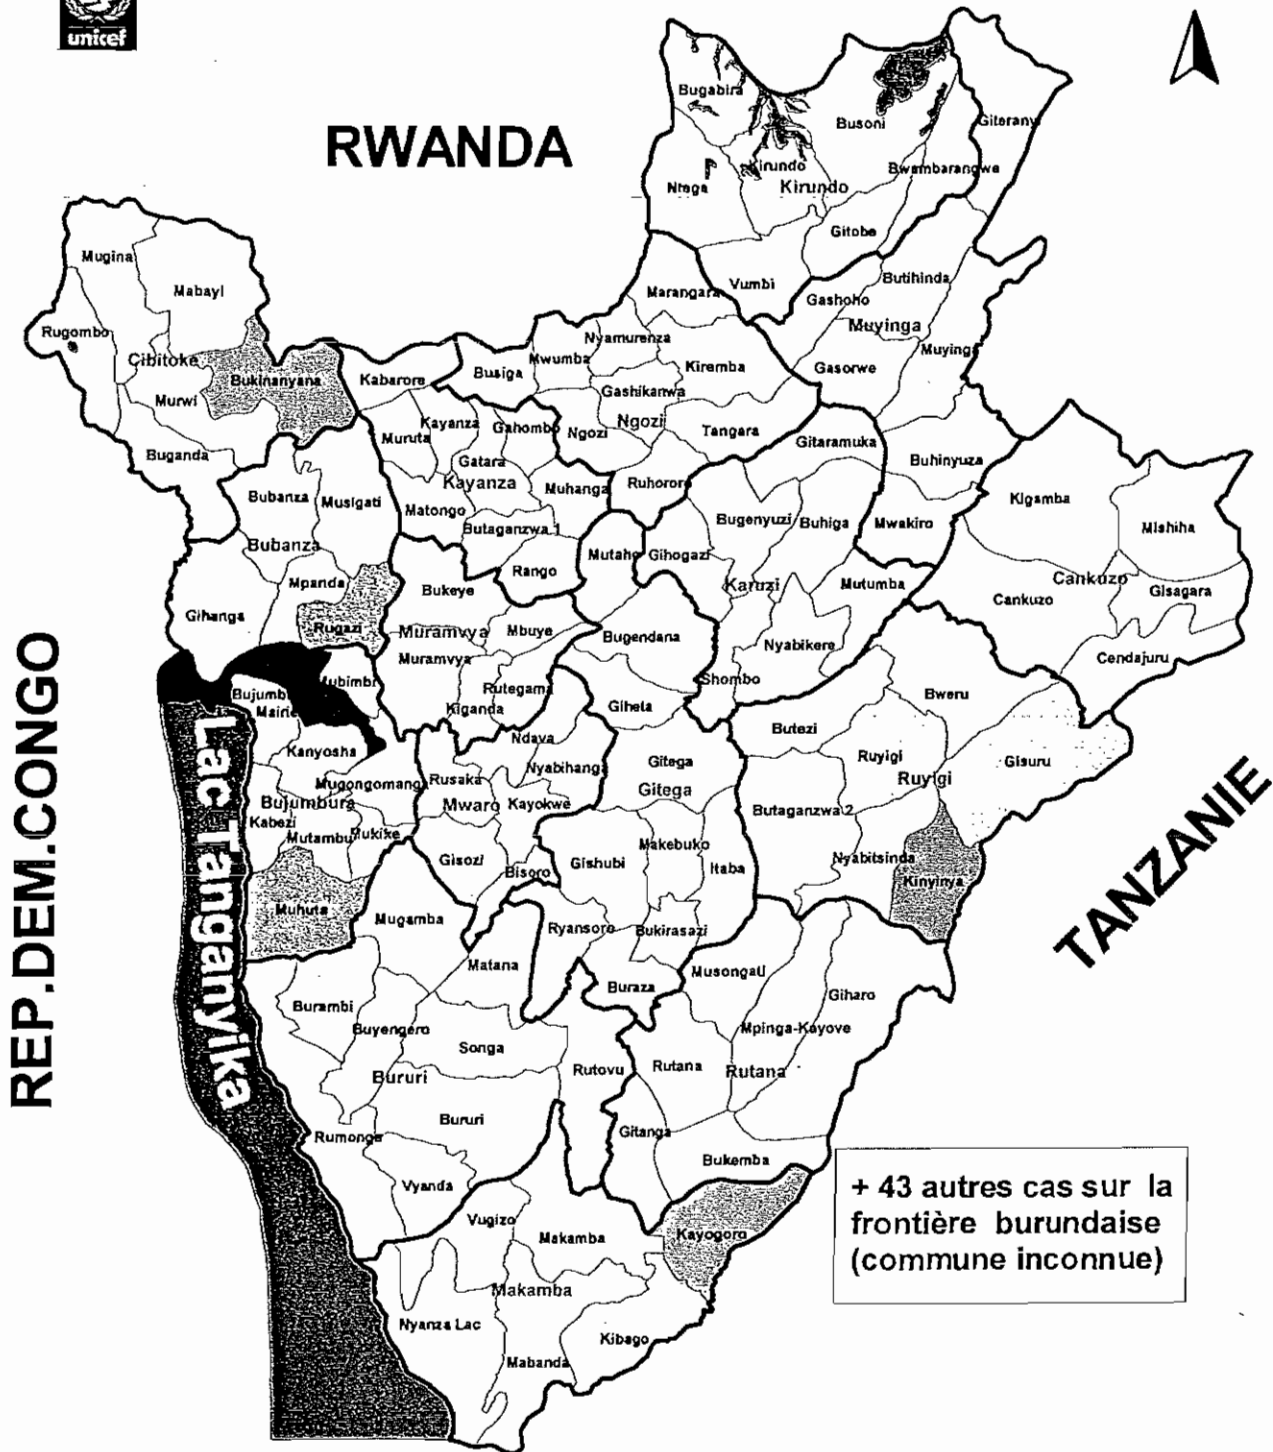 unicef
RWANDA
REP.DEM.CONGO
TANZANIE
Lac Tanganyika
Bugabira
Busoni
Giterany
Kirundo
Ntega
Kirundo
Bwambarangwe
Gitobe
Vumbi
Marangara
Butihinda
Gashoho
Muyinga
Muyinga
Gasorwe
Mugina
Mabayi
Rugombo
Cibitoke
Bukinanyana
Murwi
Buganda
Kabarore
Busiga
Mwumba
Nyamurenza
Kiremba
Gashikanwa
Ngozi
Ngozi
Tangara
Gitaramuka
Buhinyuza
Kayanza
Gahombo
Muruta
Gatara
Kayanza
Muhanga
Ruhororo
Matongo
Butaganzwa 1
Rango
Mutaho
Gihogazi
Bugenyuzi
Buhiga
Mwakiro
Kigamba
Mishiha
Cankuzo
Cankuzo
Gisagara
Cendajuru
Bubanza
Musigati
Bubanza
Mpanda
Gihanga
Rugazi
Bukeye
Muramvya
Mbuye
Muramvya
Rutegama
Kiganda
Bugendana
Karuzi
Mutumba
Nyabikere
Shombo
Giheta
Bujumb
Mairie
ubimbi
Kanyosha
Mugongomanga
Bujumbura
Kabezi
Mutambu
Rukike
Muhuta
Ndava
Nyabihanga
Rusaka
Mwaro
Kayokwe
Gisozi
Bisoro
Gitega
Gitega
Makebuko
Gishubi
Itaba
Ryansoro
Bukirasazi
Buraza
Butezi
Bweru
Ruyigi
Ruyigi
Gisuru
Butaganzwa 2
Nyabitsinda
Kinyinya
Mugamba
Matana
Burambi
Buyengero
Songa
Bururi
Bururi
Rutovu
Rumonge
Vyanda
Musongati
Giharo
Mpinga-Kayove
Rutana
Rutana
Gitanga
Bukemba
Vugizo
Makamba
Kayogoro
Makamba
Nyanza Lac
Kibago
Mabanda
+ 43 autres cas sur la
frontière burundaise
(commune inconnue)